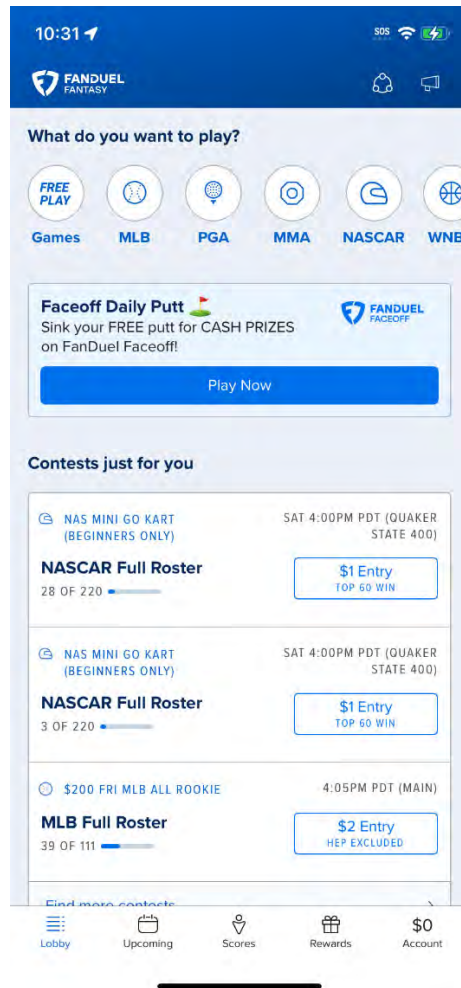 10:31
SOS
FANDUEL
FANTASY
What do you want to play?
FREE
PLAY
Games MLB PGA MMA NASCAR WNB
Faceoff Daily Putt
Sink your FREE putt for CASH PRIZES
on FanDuel Faceoff!
FANDUEL
FACEOFF
Play Now
Contests just for you
NAS MINI GO KART
(BEGINNERS ONLY)
SAT 4:00PM PDT (QUAKER
STATE 400)
NASCAR Full Roster
28 OF 220
$1 Entry
TOP 60 WIN
NAS MINI GO KART
(BEGINNERS ONLY)
SAT 4:00PM PDT (QUAKER
STATE 400)
NASCAR Full Roster
3 OF 220
$1 Entry
TOP 60 WIN
$200 FRI MLB ALL ROOKIE
4:05PM PDT (MAIN)
MLB Full Roster
39 OF 111
$2 Entry
HEP EXCLUDED
Find more contests
Lobby Upcoming Scores Rewards $0 Account